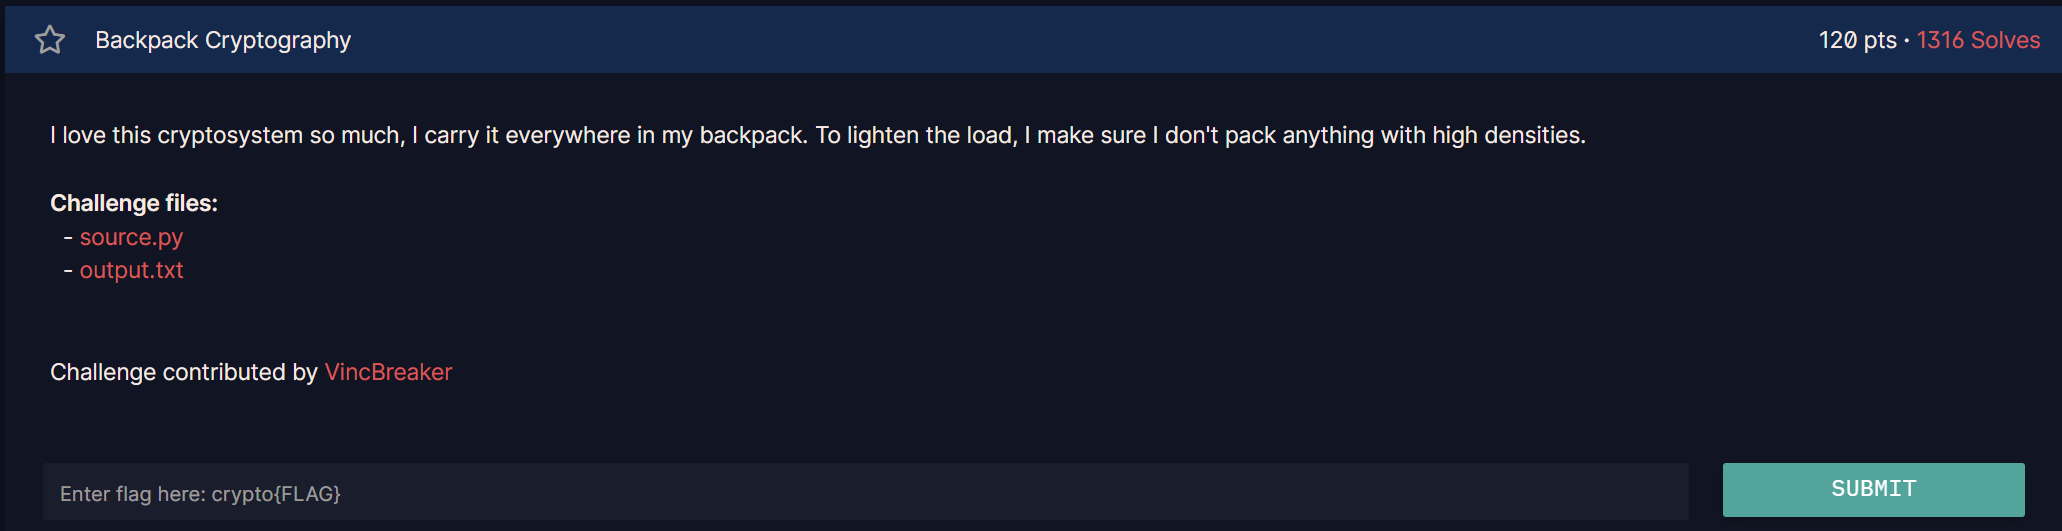 Backpack Cryptography
120 pts · 1316 Solves
I love this cryptosystem so much, I carry it everywhere in my backpack. To lighten the load, I make sure I don't pack anything with high densities.
Challenge files:
- source.py
- output.txt
Challenge contributed by VincBreaker
Enter flag here: crypto{FLAG}
SUBMIT